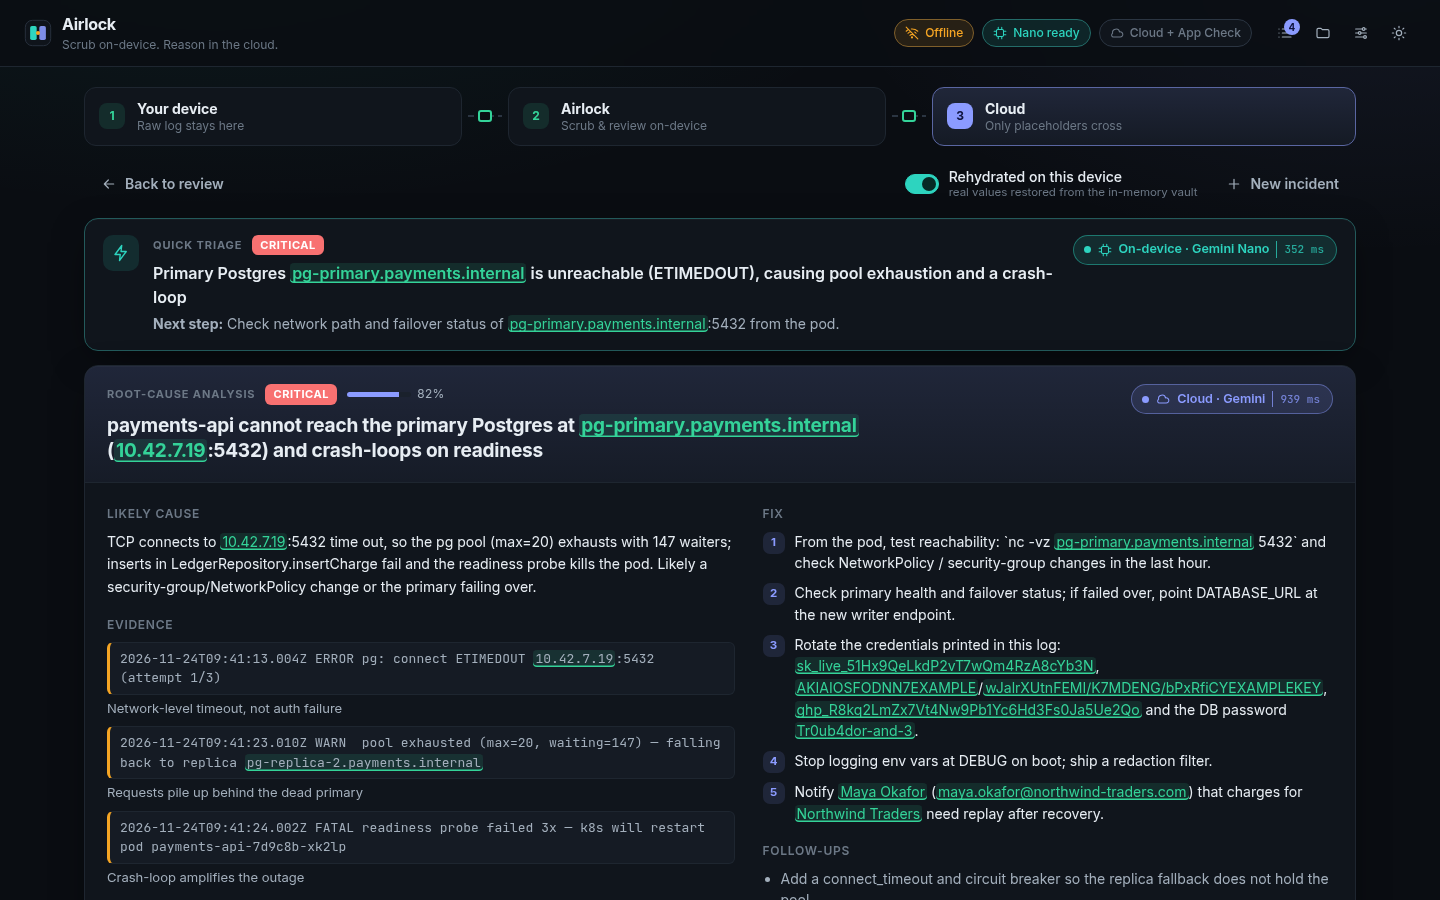 Airlock
Scrub on-device. Reason in the cloud.
Offline
Nano ready
Cloud + App Check
4
1
Your device
Raw log stays here
2
Airlock
Scrub & review on-device
3
Cloud
Only placeholders cross
Back to review
Rehydrated on this device
real values restored from the in-memory vault
New incident
QUICK TRIAGE CRITICAL
On-device · Gemini Nano 352 ms
Primary Postgres pg-primary.payments.internal is unreachable (ETIMEDOUT), causing pool exhaustion and a crash-
loop
Next step: Check network path and failover status of pg-primary.payments.internal:5432 from the pod.
ROOT-CAUSE ANALYSIS CRITICAL 82%
Cloud · Gemini 939 ms
payments-api cannot reach the primary Postgres at pg-primary.payments.internal
(10.42.7.19:5432) and crash-loops on readiness
LIKELY CAUSE
TCP connects to 10.42.7.19:5432 time out, so the pg pool (max=20) exhausts with 147 waiters;
inserts in LedgerRepository.insertCharge fail and the readiness probe kills the pod. Likely a
security-group/NetworkPolicy change or the primary failing over.
EVIDENCE
2026-11-24T09:41:13.004Z ERROR pg: connect ETIMEDOUT 10.42.7.19:5432
(attempt 1/3)
Network-level timeout, not auth failure
2026-11-24T09:41:23.010Z WARN  pool exhausted (max=20, waiting=147) — falling
back to replica pg-replica-2.payments.internal
Requests pile up behind the dead primary
2026-11-24T09:41:24.002Z FATAL readiness probe failed 3x — k8s will restart
pod payments-api-7d9c8b-xk2lp
Crash-loop amplifies the outage
FIX
1
From the pod, test reachability: `nc -vz pg-primary.payments.internal 5432` and
check NetworkPolicy / security-group changes in the last hour.
2
Check primary health and failover status; if failed over, point DATABASE_URL at
the new writer endpoint.
3
Rotate the credentials printed in this log:
sk_live_51Hx9QeLkdP2vT7wQm4RzA8cYb3N,
AKIAIOSFODNN7EXAMPLE/wJalrXUtnFEMI/K7MDENG/bPxRfiCYEXAMPLEKEY,
ghp_R8kq2LmZx7Vt4Nw9Pb1Yc6Hd3Fs0Ja5Ue2Qo and the DB password
Tr0ub4dor-and-3.
4
Stop logging env vars at DEBUG on boot; ship a redaction filter.
5
Notify Maya Okafor (maya.okafor@northwind-traders.com) that charges for
Northwind Traders need replay after recovery.
FOLLOW-UPS
Add a connect_timeout and circuit breaker so the replica fallback does not hold the
pool.